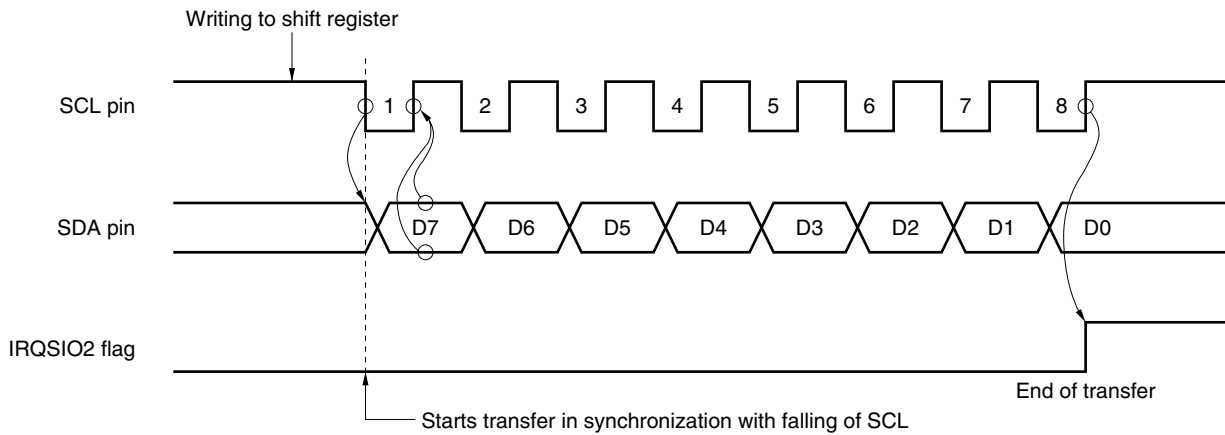 Writing to shift register
SCL pin
1 2 3 4 5 6 7 8
SDA pin
D7 D6 D5 D4 D3 D2 D1 D0
IRQSIO2 flag
End of transfer
Starts transfer in synchronization with falling of SCL